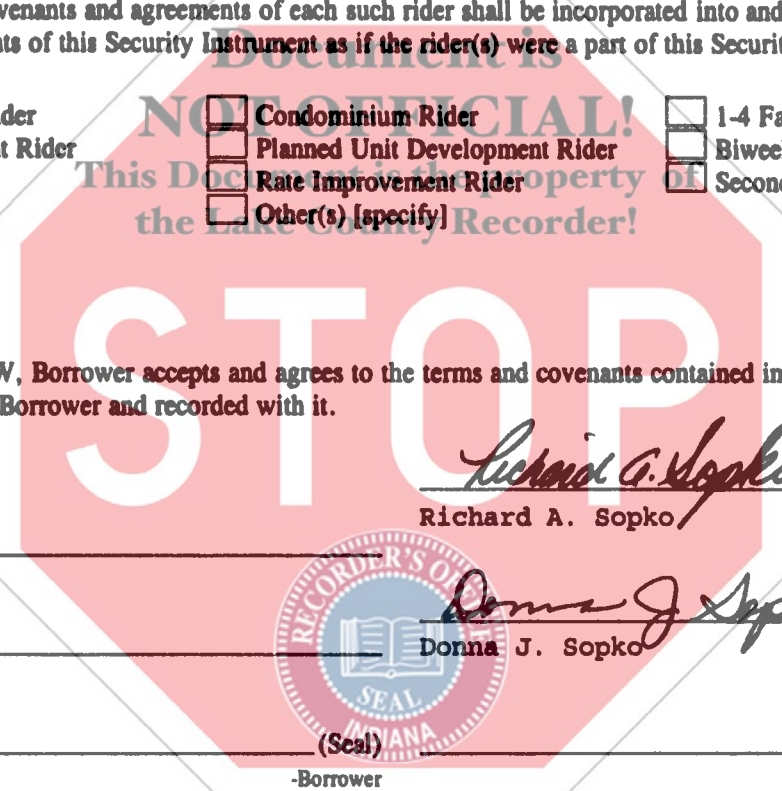 venants and agreements of each such rider shall be incorporated into and
ts of this Security Instrument as if the rider(s) were a part of this Securit
Document is
NOT OFFICIAL!
This Document is the property of
the Lake County Recorder!
der
Condominium Rider
1-4 Fa
t Rider
Planned Unit Development Rider
Biwee
Rate Improvement Rider
Second
Other(s) [specify]
STOP
W, Borrower accepts and agrees to the terms and covenants contained in
Borrower and recorded with it.
Richard A. Sopko
Richard A. Sopko
Donna J Sop
Donna J. Sopko
RECORDER'S OFFICE
SEAL
INDIANA
(Seal)
-Borrower